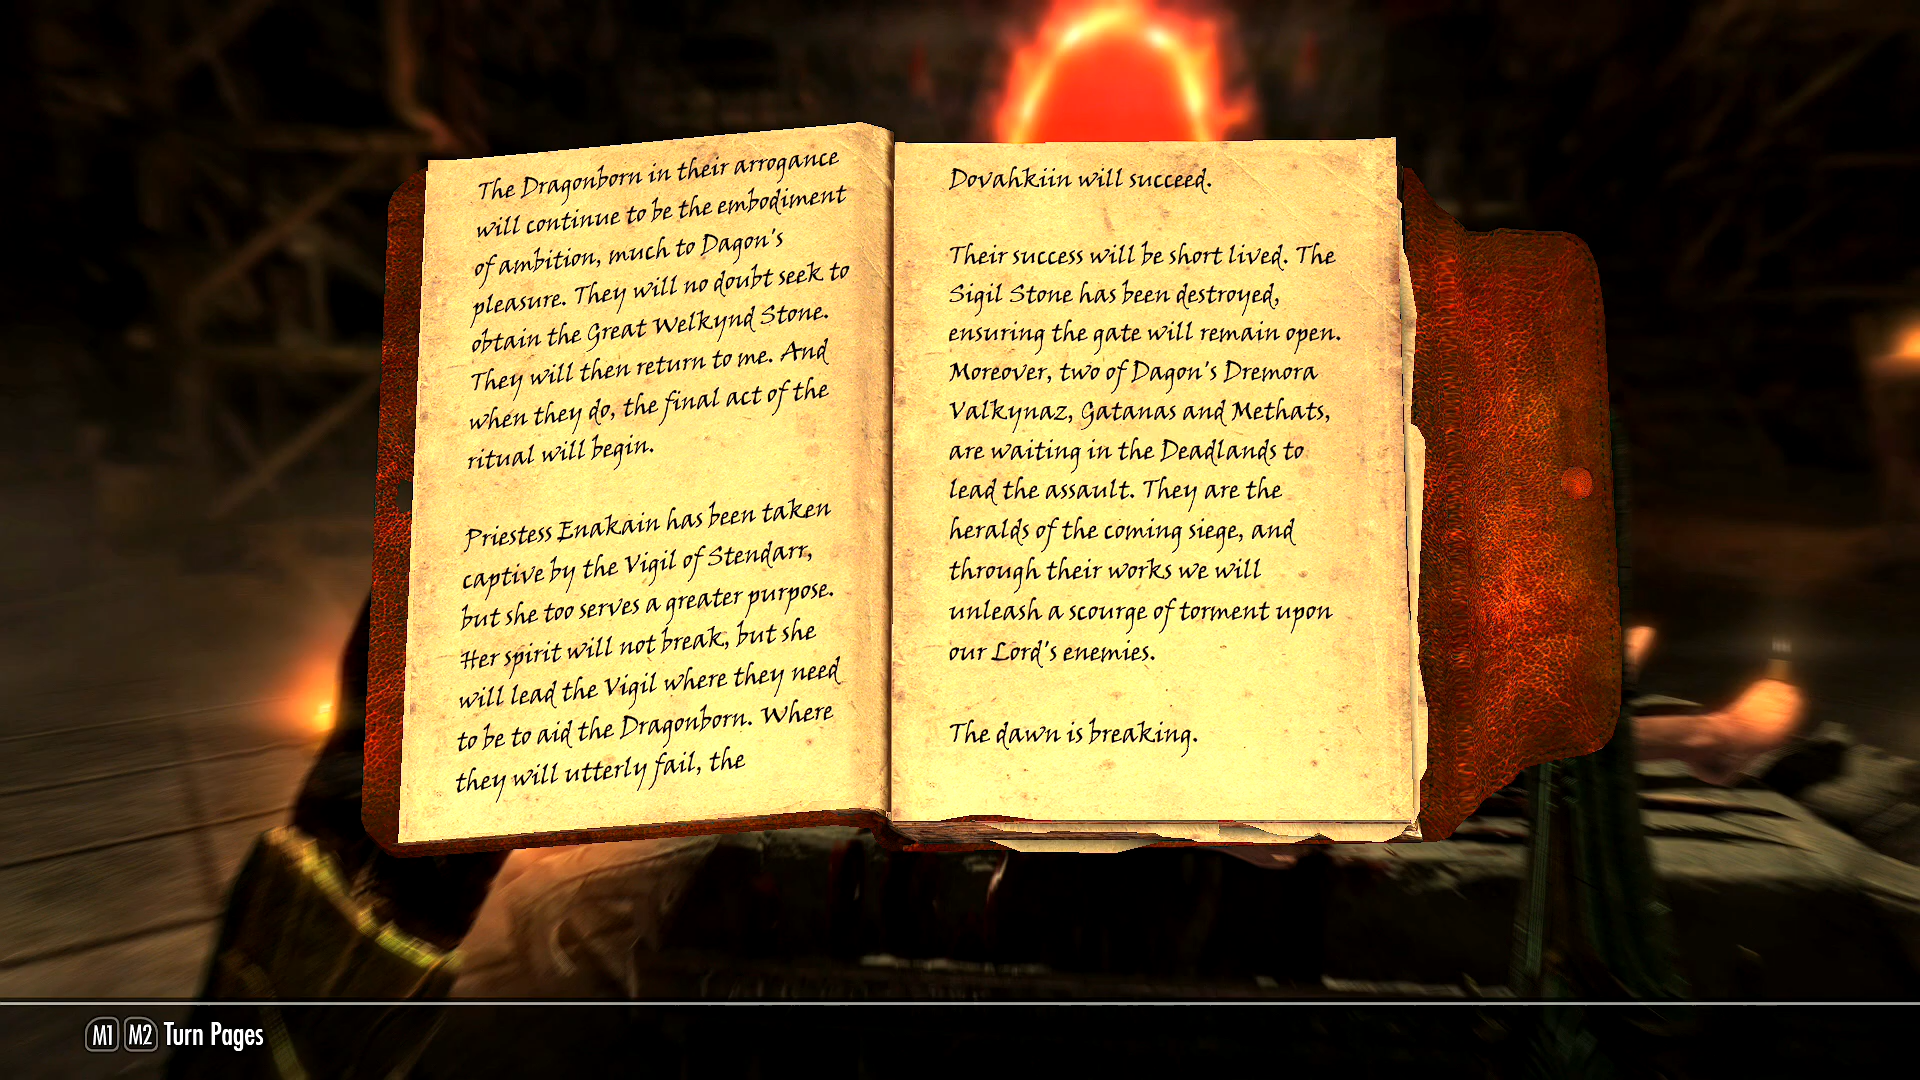 The Dragonborn in their arrogance
will continue to be the embodiment
of ambition, much to Dagon's
pleasure. They will no doubt seek to
obtain the Great Welkynd Stone.
They will then return to me. And
when they do, the final act of the
ritual will begin.
Priestess Enakain has been taken
captive by the Vigil of Stendarr,
but she too serves a greater purpose.
Her spirit will not break, but she
will lead the Vigil where they need
to be to aid the Dragonborn. Where
they will utterly fail, the
Dovahkiin will succeed.
Their success will be short lived. The
Sigil Stone has been destroyed,
ensuring the gate will remain open.
Moreover, two of Dagon's Dremora
Valkynaz, Gatanas and Methats,
are waiting in the Deadlands to
lead the assault. They are the
heralds of the coming siege, and
through their works we will
unleash a scourge of torment upon
our Lord's enemies.
The dawn is breaking.
M1 M2 Turn Pages